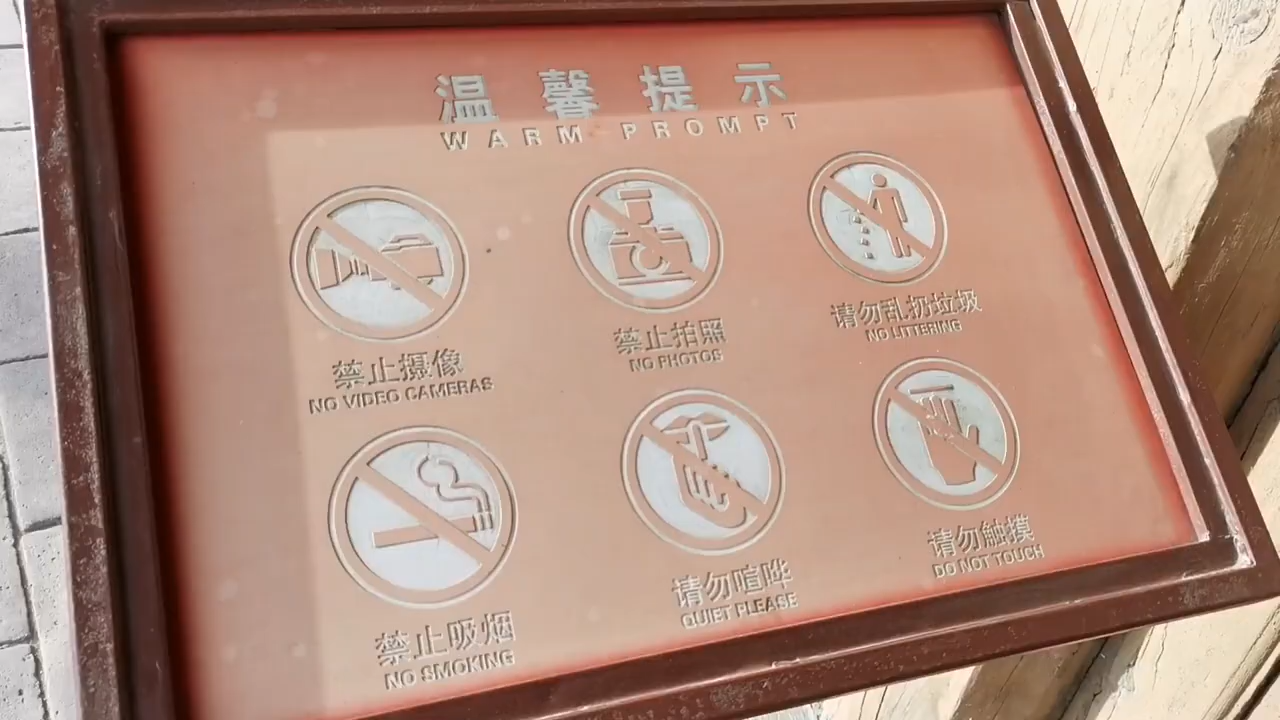 温馨提示
WARM PROMPT
禁止摄像
NO VIDEO CAMERAS
禁止拍照
NO PHOTOS
请勿乱扔垃圾
NO LITTERING
禁止吸烟
NO SMOKING
请勿喧哗
QUIET PLEASE
请勿触摸
DO NOT TOUCH